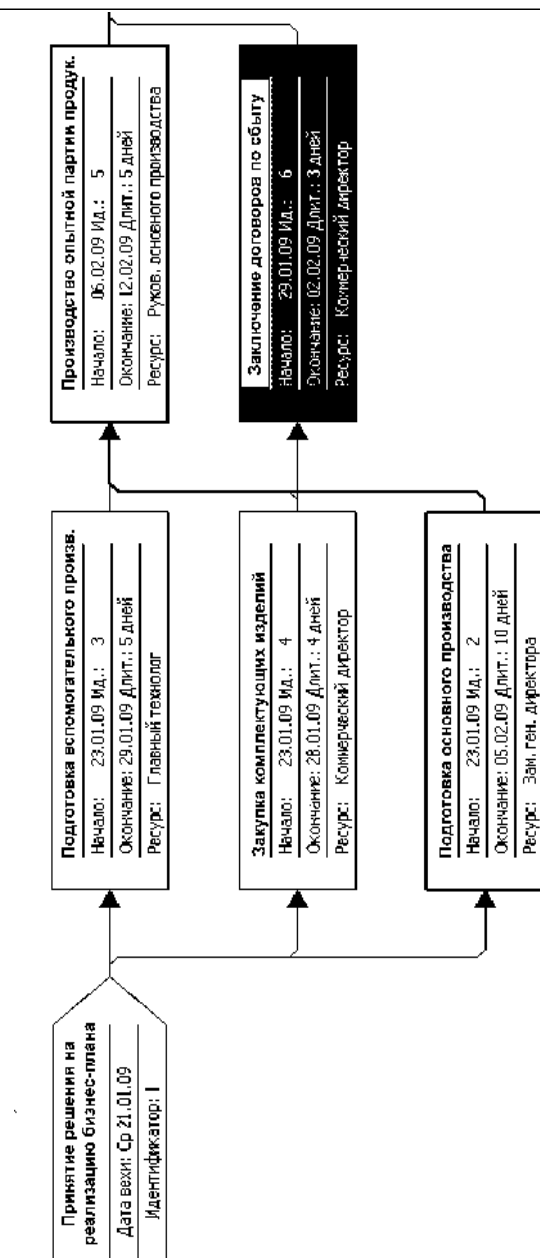 Принятие решения на
реализацию бизнес-плана
Дата вехи: Ср 21.01.09
Идентификатор: 1
Подготовка вспомогательного произв.
Начало: 23.01.09 Ид.: 3
Окончание: 29.01.09 Длит.: 5 дней
Ресурс: Главный технолог
Закупка комплектующих изделий
Начало: 23.01.09 Ид.: 4
Окончание: 28.01.09 Длит.: 4 дней
Ресурс: Коммерческий директор
Подготовка основного производства
Начало: 23.01.09 Ид.: 2
Окончание: 05.02.09 Длит.: 10 дней
Ресурс: Зам. ген. директора
Производство опытной партии продук.
Начало: 06.02.09 Ид.: 5
Окончание: 12.02.09 Длит.: 5 дней
Ресурс: Руков. основного производства
Заключение договоров по сбыту
Начало: 29.01.09 Ид.: 6
Окончание: 02.02.09 Длит.: 3 дней
Ресурс: Коммерческий директор